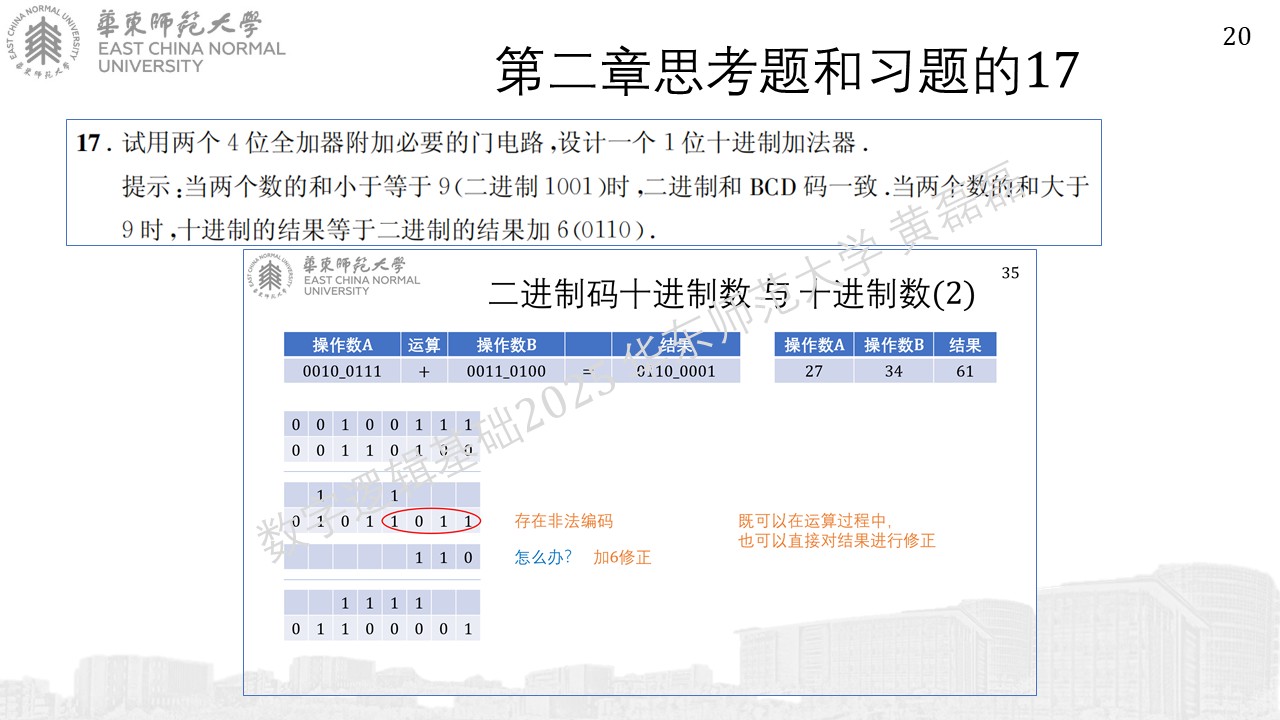 華東師範大學
EAST CHINA NORMAL
UNIVERSITY
EAST CHINA NORMAL UNIVERSITY
華東師範大學
20
第二章思考题和习题的17
17. 试用两个 4 位全加器附加必要的门电路,设计一个 1 位十进制加法器.
提示:当两个数的和小于等于 9(二进制 1001)时,二进制和 BCD 码一致.当两个数的和大于
9 时,十进制的结果等于二进制的结果加 6(0110).
華東師範大學
EAST CHINA NORMAL
UNIVERSITY
35
二进制码十进制数 与 十进制数(2)
操作数A 运算 操作数B 结果
0010_0111 + 0011_0100 = 0110_0001
操作数A 操作数B 结果
27 34 61
0 0 1 0 0 1 1 1
0 0 1 1 0 1 0 0
1 1
0 1 0 1 1 0 1 1
存在非法编码
既可以在运算过程中,
也可以直接对结果进行修正
1 1 0
怎么办? 加6修正
1 1 1 1
0 1 1 0 0 0 0 1
数字逻辑基础2023 华东师范大学 黄磊磊